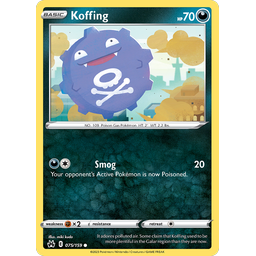 BASIC
Koffing
HP70
NO. 109 Poison Gas Pokémon HT: 2' WT: 2.2 lbs.
Smog 20
Your opponent's Active Pokémon is now Poisoned.
weakness ×2 resistance retreat
Illus. miki kudo
Adores polluted air. Some claim that Koffing used to be
more plentiful in the Galar region than they are now.
075/159